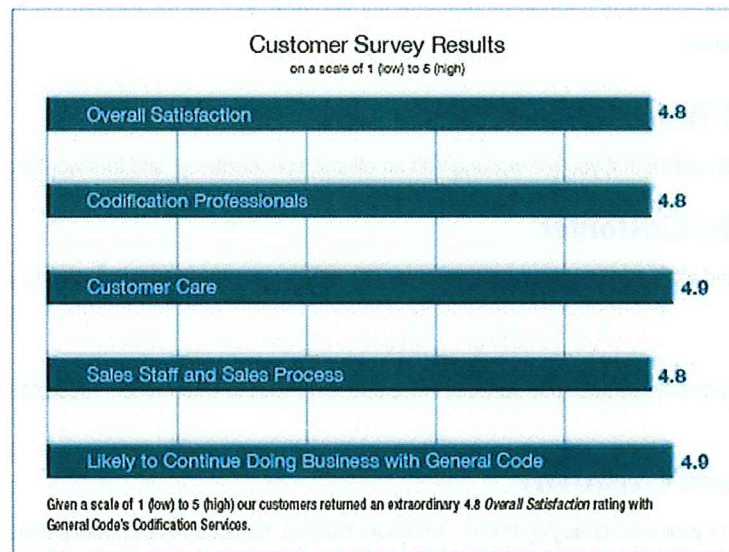 Customer Survey Results
on a scale of 1 (low) to 5 (high)
Overall Satisfaction 4.8
Codification Professionals 4.8
Customer Care 4.9
Sales Staff and Sales Process 4.8
Likely to Continue Doing Business with General Code 4.9
Given a scale of 1 (low) to 5 (high) our customers returned an extraordinary 4.8 Overall Satisfaction rating with
General Code's Codification Services.